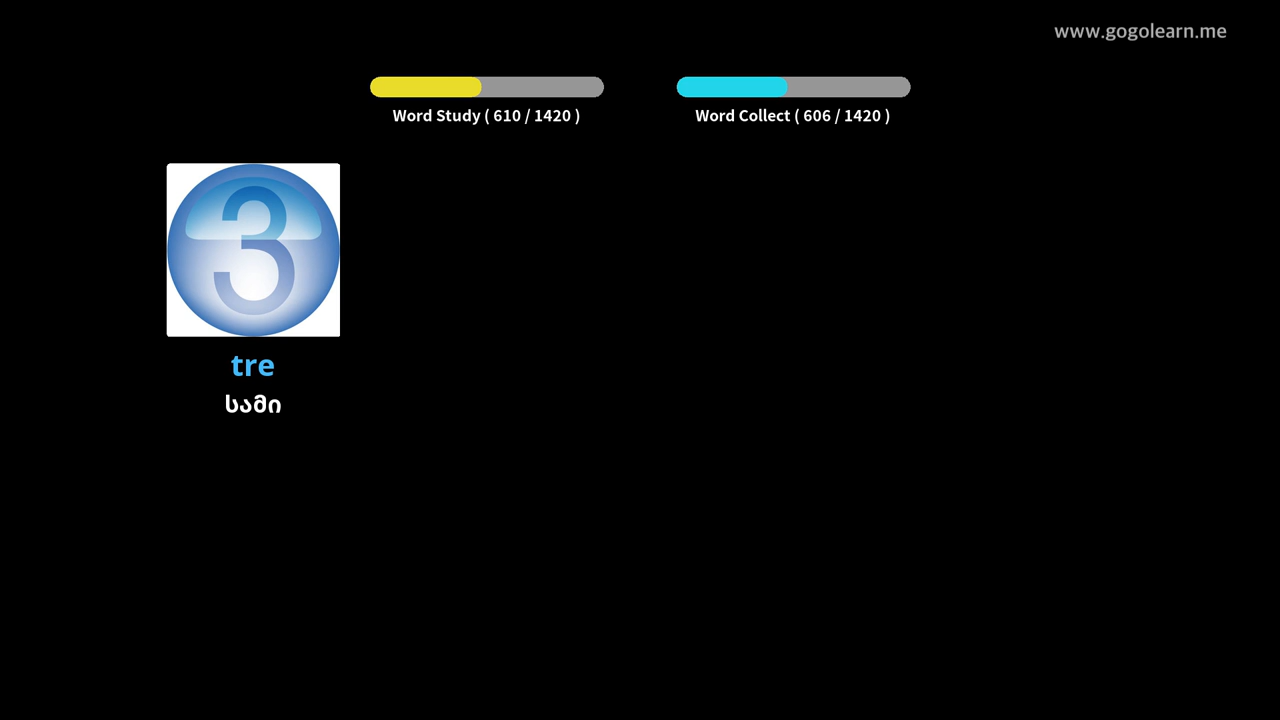 www.gogolearn.me
Word Study ( 610 / 1420 )
Word Collect ( 606 / 1420 )
3
tre
სამი